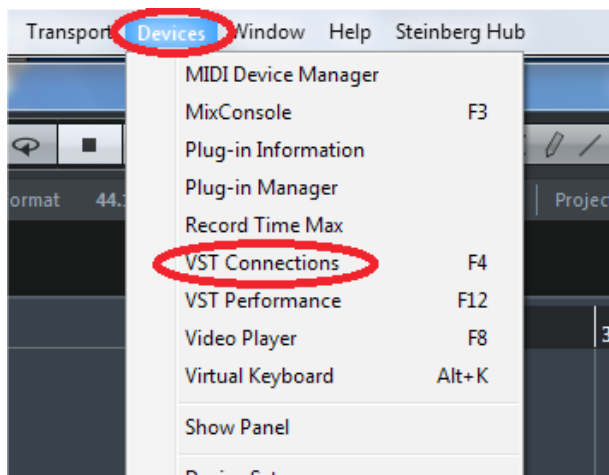 Transport Devices Window Help Steinberg Hub
MIDI Device Manager
MixConsole F3
Plug-in Information
Plug-in Manager
ormat 44. Projec
Record Time Max
VST Connections F4
VST Performance F12
Video Player F8
3
Virtual Keyboard Alt+K
Show Panel